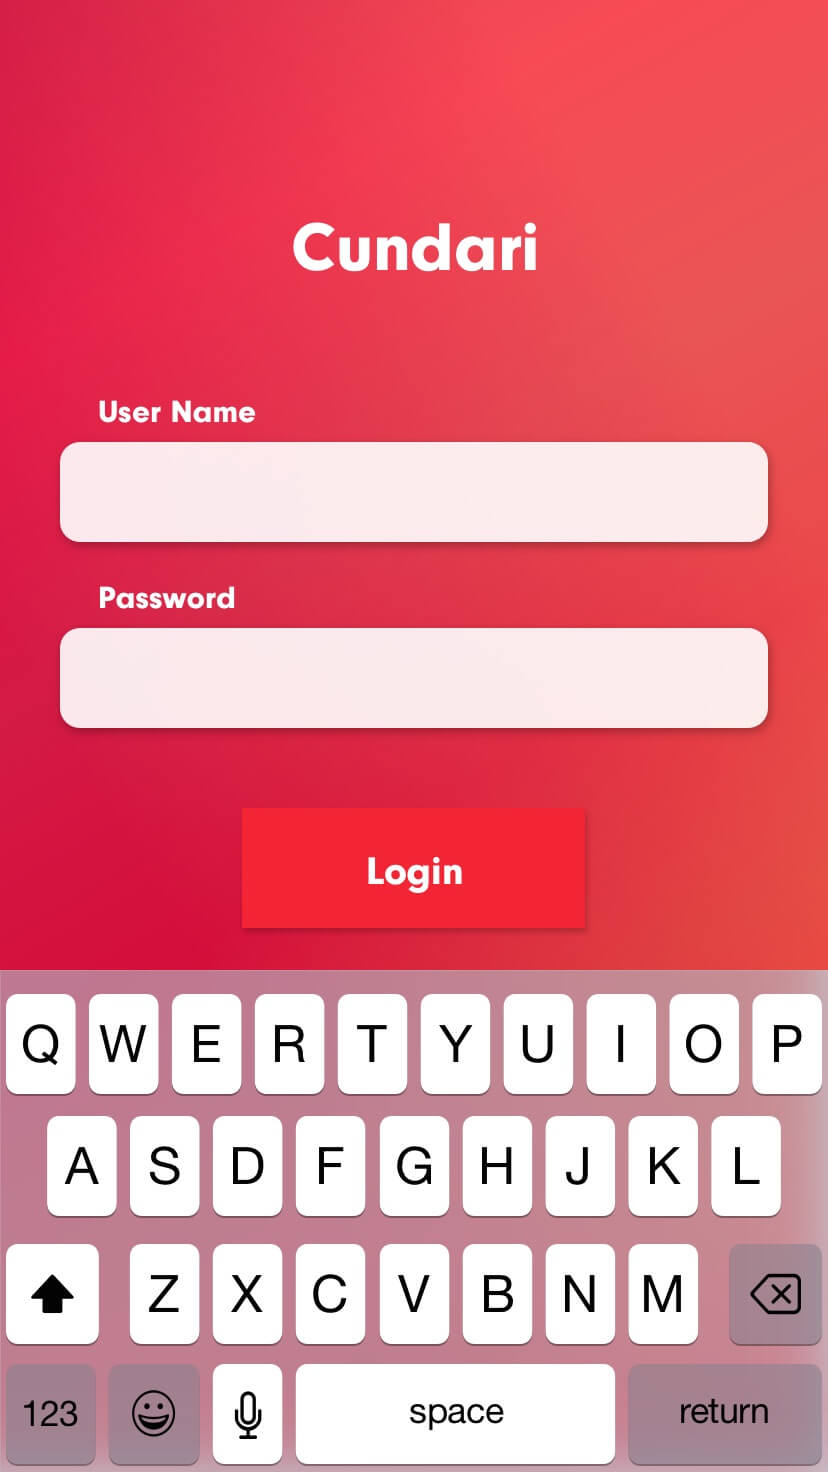 Cundari
User Name
Password
Login
Q W E R T Y U I O P
A S D F G H J K L
Z X C V B N M
123 space return